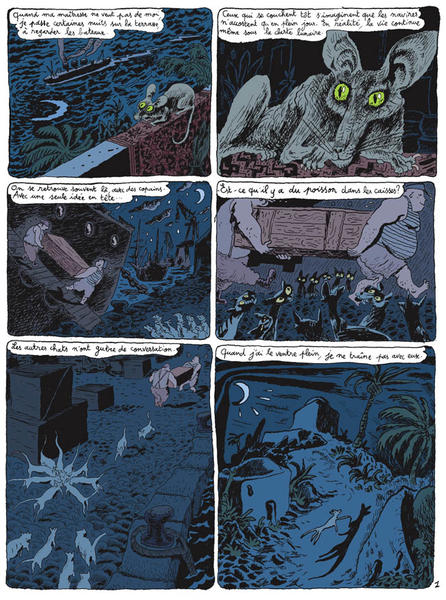 Quand ma maîtresse ne veut pas de moi,
je passe certaines nuits sur la terrasse
à regarder les bateaux.
Ceux qui se couchent tôt s'imaginent que les navires
n'accostent qu'en plein jour. En réalité, la vie continue
même sous la clarté lunaire.
On se retrouve souvent là, avec des copains.
Avec une seule idée en tête...
Est-ce qu'il y a du poisson dans les caisses?
Les autres chats n'ont guère de conversation.
Quand j'ai le ventre plein, je ne traîne pas avec eux.
1